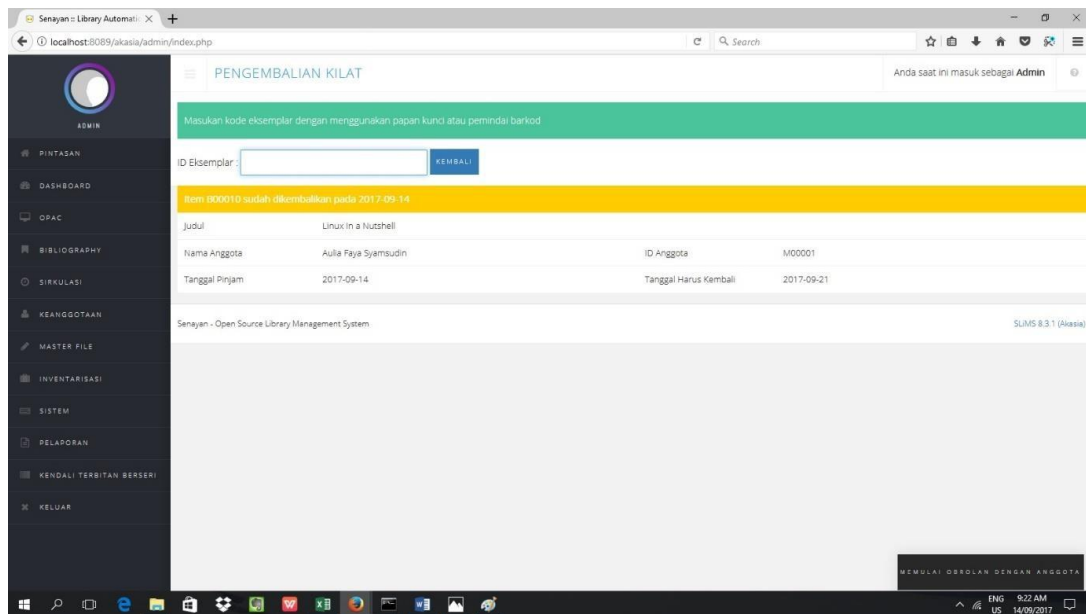 Senayan :: Library Automati
localhost:8089/akasia/admin/index.php
Search
ADMIN
PINTASAN
DASHBOARD
OPAC
BIBLIOGRAPHY
SIRKULASI
KEANGGOTAAN
MASTER FILE
INVENTARISASI
SISTEM
PELAPORAN
KENDALI TERBITAN BERSERI
KELUAR
PENGEMBALIAN KILAT
Anda saat ini masuk sebagai Admin
Masukan kode eksemplar dengan menggunakan papan kunci atau pemindai barkod
ID Eksemplar :
KEMBALI
Item B00010 sudah dikembalikan pada 2017-09-14
Judul Linux In a Nutshell
Nama Anggota Aulia Faya Syamsudin ID Anggota M00001
Tanggal Pinjam 2017-09-14 Tanggal Harus Kembali 2017-09-21
Senayan - Open Source Library Management System SLiMS 8.3.1 (Akasia)
MEMULAI OBROLAN DENGAN ANGGOTA
ENG 9:22 AM
US 14/09/2017